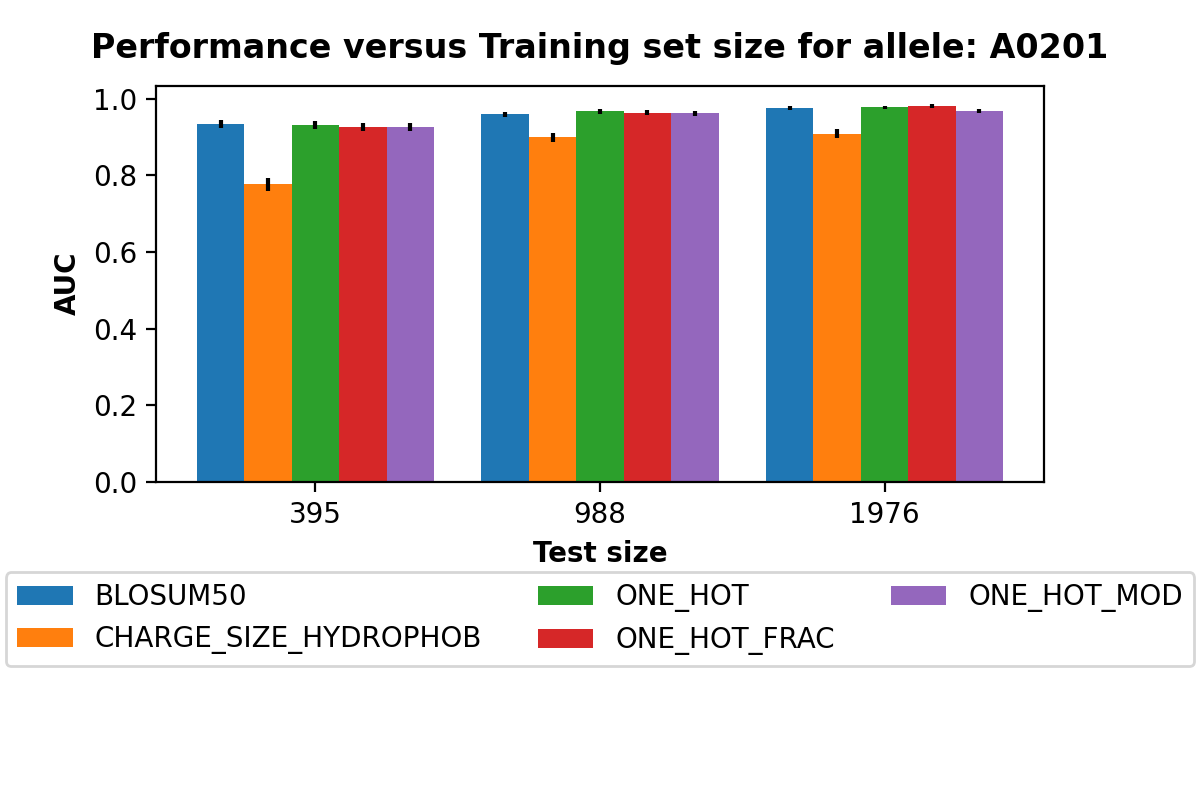 Performance versus Training set size for allele: A0201
1.0
0.8
0.6
0.4
0.2
0.0
AUC
395 988 1976
Test size
BLOSUM50 ONE_HOT ONE_HOT_MOD
CHARGE_SIZE_HYDROPHOB ONE_HOT_FRAC